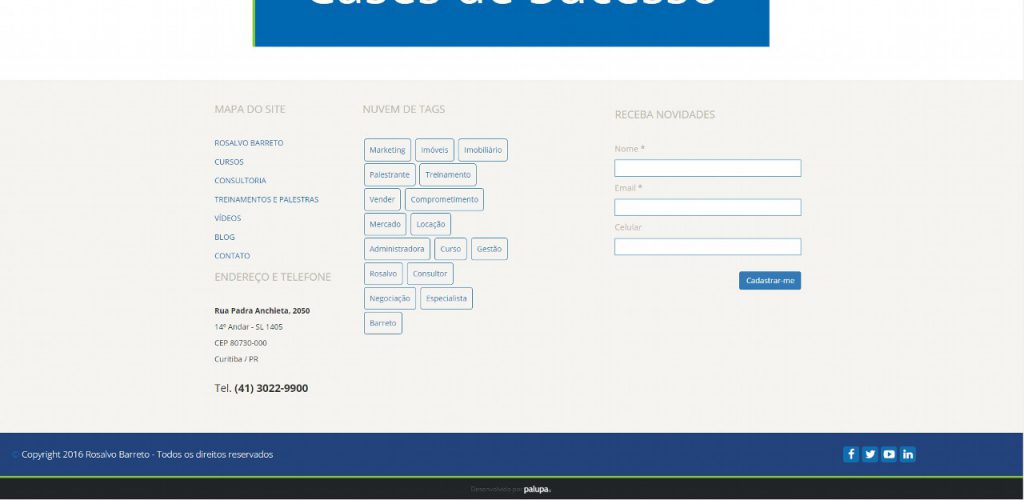 Cases de Sucesso
MAPA DO SITE
ROSALVO BARRETO
CURSOS
CONSULTORIA
TREINAMENTOS E PALESTRAS
VÍDEOS
BLOG
CONTATO
ENDEREÇO E TELEFONE
Rua Padra Anchieta, 2050
14º Andar - SL 1405
CEP 80730-000
Curitiba / PR
Tel. (41) 3022-9900
NUVEM DE TAGS
Marketing Imóveis Imobiliário
Palestrante Treinamento
Vender Comprometimento
Mercado Locação
Administradora Curso Gestão
Rosalvo Consultor
Negociação Especialista
Barreto
RECEBA NOVIDADES
Nome *
Email *
Celular
Cadastrar-me
© Copyright 2016 Rosalvo Barreto - Todos os direitos reservados
Desenvolvido por palupa.